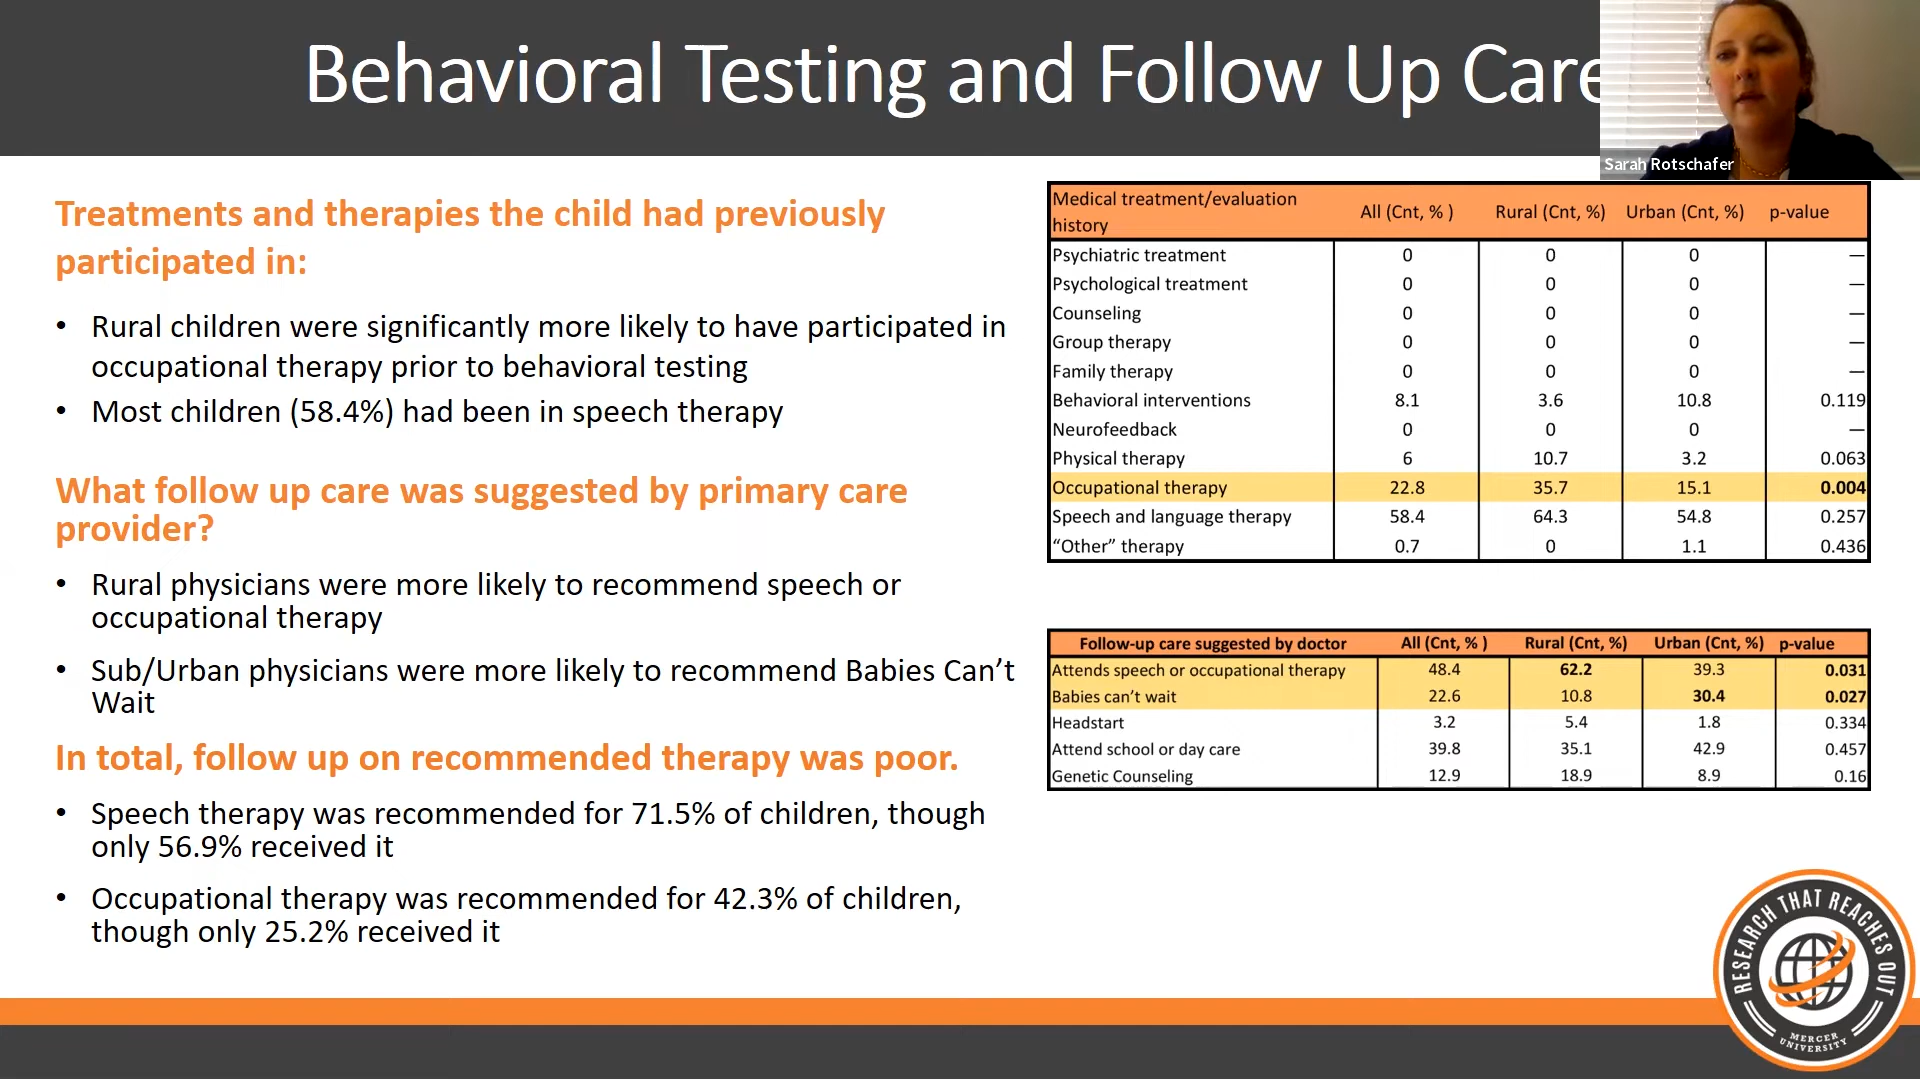 Behavioral Testing and Follow Up Care
Sarah Rotschafer
Treatments and therapies the child had previously
participated in:
• Rural children were significantly more likely to have participated in
occupational therapy prior to behavioral testing
• Most children (58.4%) had been in speech therapy
What follow up care was suggested by primary care
provider?
• Rural physicians were more likely to recommend speech or
occupational therapy
• Sub/Urban physicians were more likely to recommend Babies Can’t
Wait
In total, follow up on recommended therapy was poor.
• Speech therapy was recommended for 71.5% of children, though
only 56.9% received it
• Occupational therapy was recommended for 42.3% of children,
though only 25.2% received it
Medical treatment/evaluation
history All (Cnt, % ) Rural (Cnt, %) Urban (Cnt, %) p-value
Psychiatric treatment 0 0 0 —
Psychological treatment 0 0 0 —
Counseling 0 0 0 —
Group therapy 0 0 0 —
Family therapy 0 0 0 —
Behavioral interventions 8.1 3.6 10.8 0.119
Neurofeedback 0 0 0 —
Physical therapy 6 10.7 3.2 0.063
Occupational therapy 22.8 35.7 15.1 0.004
Speech and language therapy 58.4 64.3 54.8 0.257
“Other” therapy 0.7 0 1.1 0.436
Follow-up care suggested by doctor All (Cnt, % ) Rural (Cnt, %) Urban (Cnt, %) p-value
Attends speech or occupational therapy 48.4 62.2 39.3 0.031
Babies can’t wait 22.6 10.8 30.4 0.027
Headstart 3.2 5.4 1.8 0.334
Attend school or day care 39.8 35.1 42.9 0.457
Genetic Counseling 12.9 18.9 8.9 0.16
RESEARCH THAT REACHES OUT
MERCER
UNIVERSITY